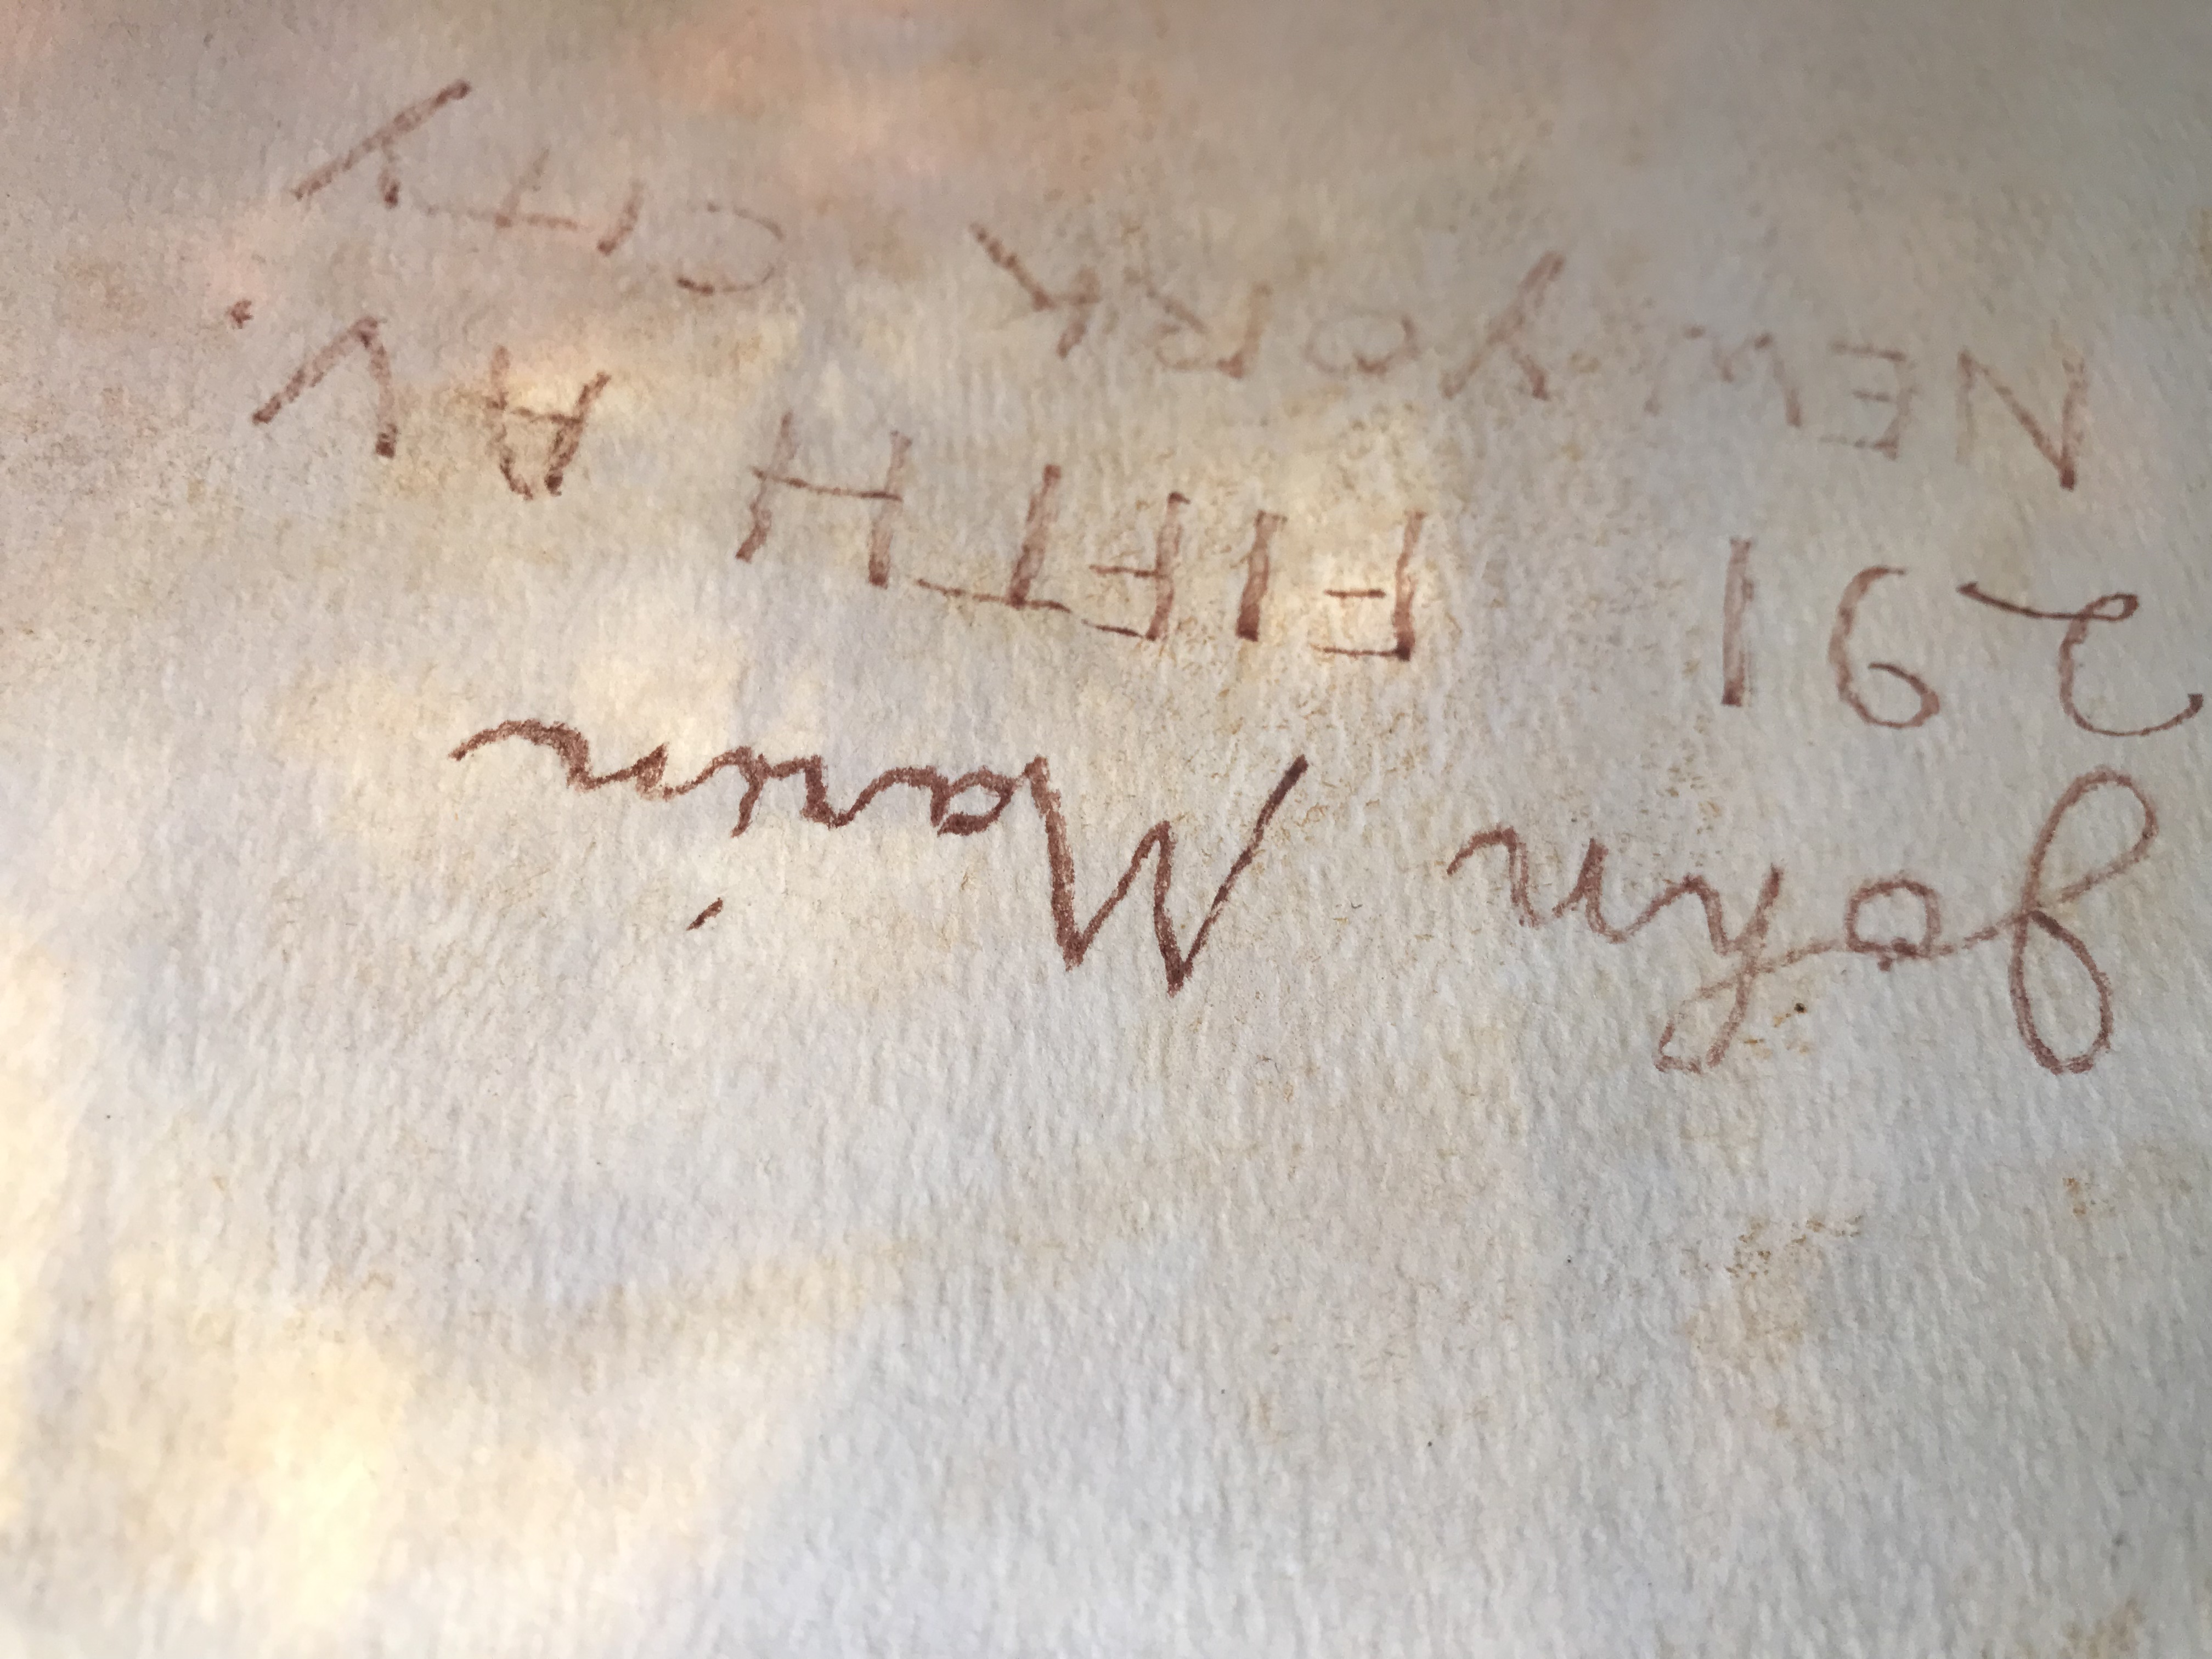 John Marin
291 FIFTH AV.
NEW YORK CITY